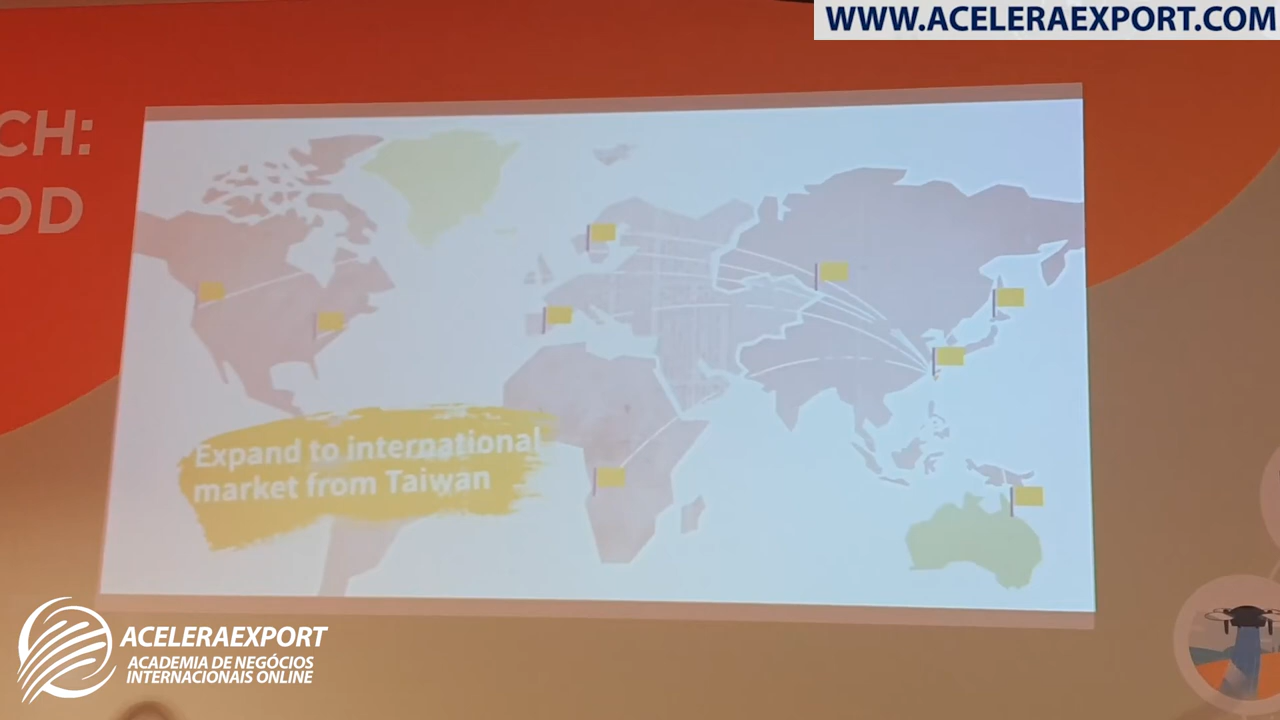 WWW.ACELERAEXPORT.COM
CH:
OD
Expand to international
market from Taiwan
ACELERAEXPORT
ACADEMIA DE NEGÓCIOS
INTERNACIONAIS ONLINE